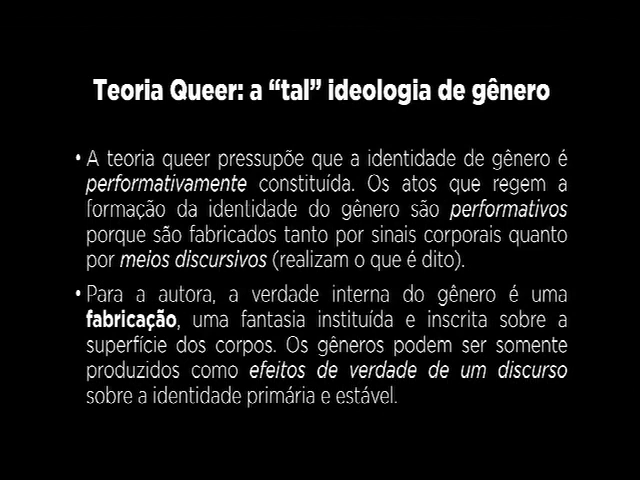 Teoria Queer: a “tal” ideologia de gênero
• A teoria queer pressupõe que a identidade de gênero é
performativamente constituída. Os atos que regem a
formação da identidade do gênero são performativos
porque são fabricados tanto por sinais corporais quanto
por meios discursivos (realizam o que é dito).
• Para a autora, a verdade interna do gênero é uma
fabricação, uma fantasia instituída e inscrita sobre a
superfície dos corpos. Os gêneros podem ser somente
produzidos como efeitos de verdade de um discurso
sobre a identidade primária e estável.